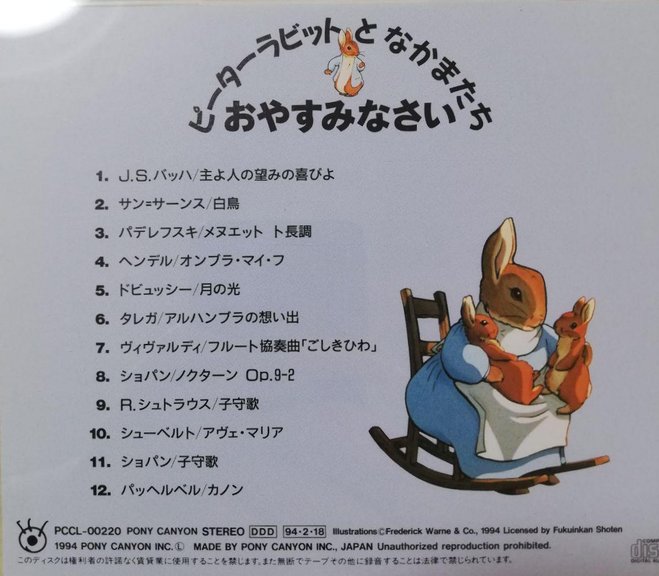 ピーターラビットとなかまたち
おやすみなさい
1. J.S.バッハ/主よ人の望みの喜びよ
2. サン=サーンス/白鳥
3. パデレフスキ/メヌエット ト長調
4. ヘンデル/オンブラ・マイ・フ
5. ドビュッシー/月の光
6. タレガ/アルハンブラの想い出
7. ヴィヴァルディ/フルート協奏曲「ごしきひわ」
8. ショパン/ノクターン Op.9-2
9. R.シュトラウス/子守歌
10. シューベルト/アヴェ・マリア
11. ショパン/子守歌
12. パッヘルベル/カノン
PCCL-00220 PONY CANYON STEREO DDD 94・2・18 Illustrations©Frederick Warne & Co., 1994 Licensed by Fukuinkan Shoten
1994 PONY CANYON INC.Ⓛ MADE BY PONY CANYON INC., JAPAN Unauthorized reproduction prohibited.
このディスクは権利者の許諾なく賃貸業に使用することを禁じます。また無断でテープその他に録音することは法律で禁じられています。